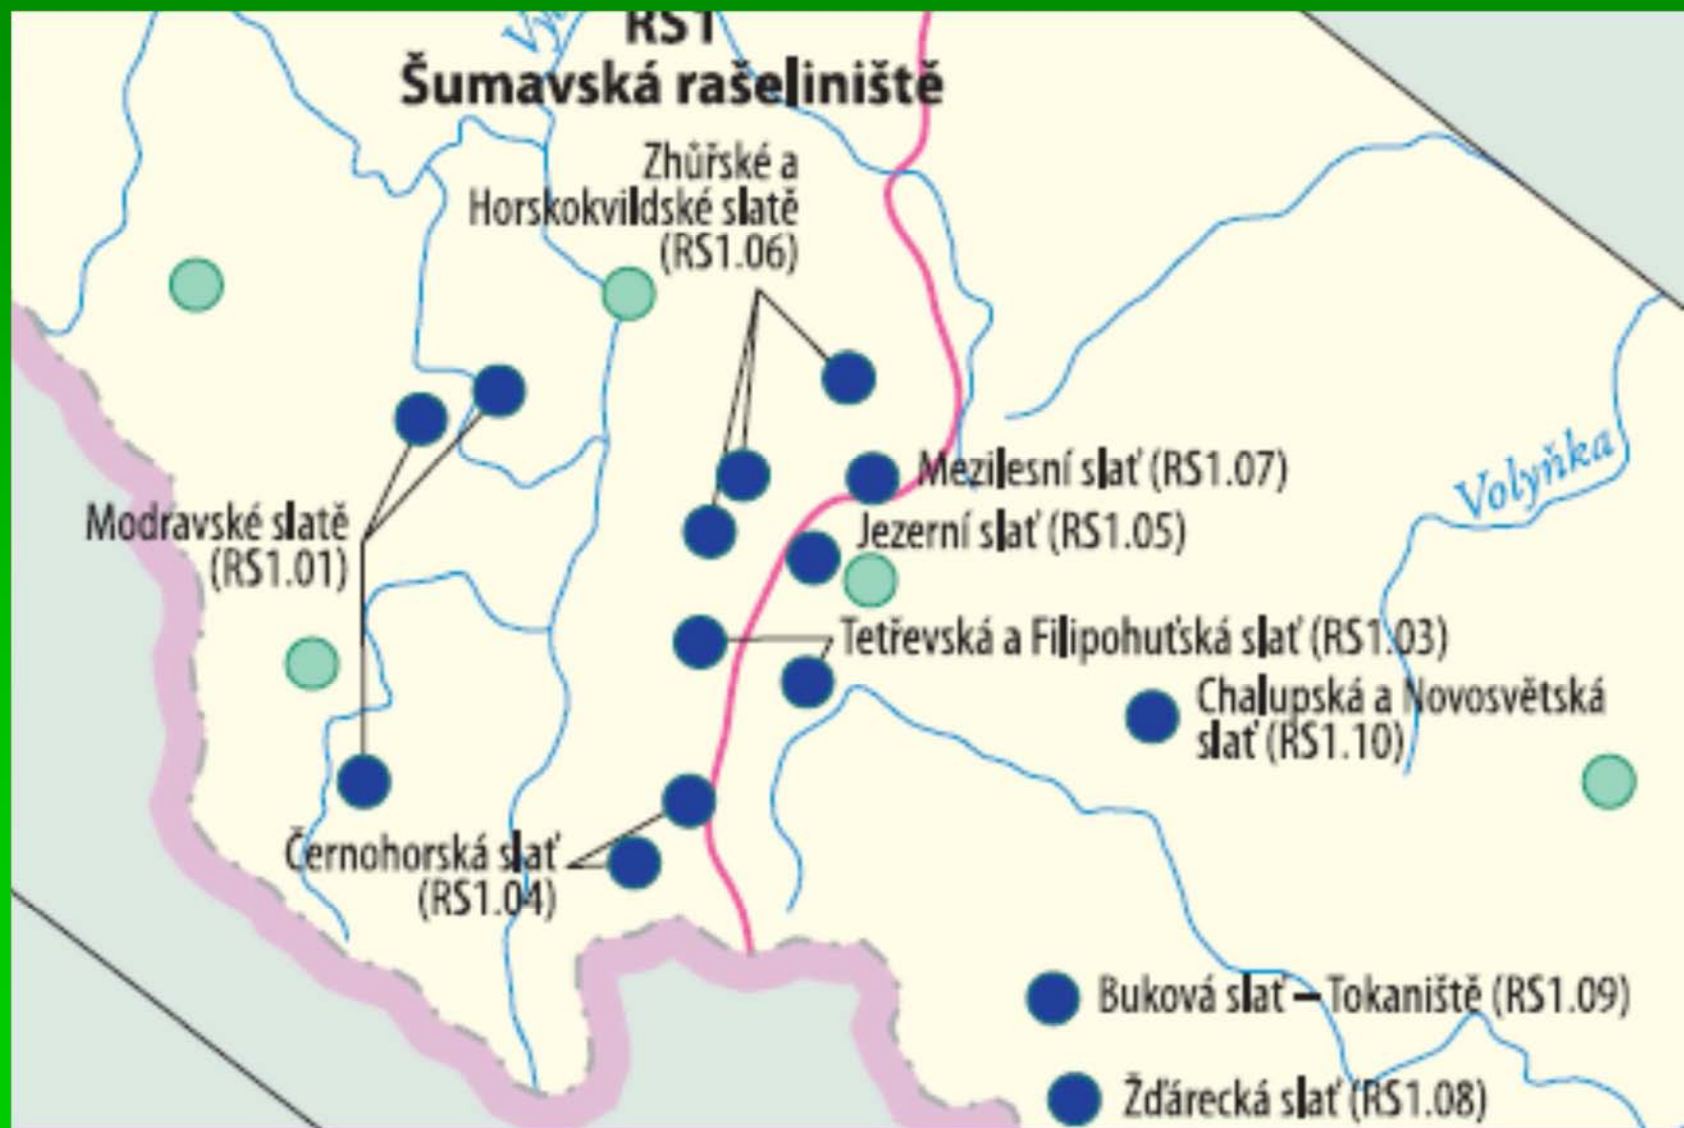 RS1
Šumavská rašeliniště
Zhůřské a
Horskokvildské slatě
(RS1.06)
Mezilesní slať (RS1.07)
Volyňka
Modravské slatě
(RS1.01)
Jezerní slať (RS1.05)
Tetřevská a Filipohuťská slať (RS1.03)
Chalupská a Novosvětská
slať (RS1.10)
Černohorská slať
(RS1.04)
Buková slať – Tokaniště (RS1.09)
Žďárecká slať (RS1.08)